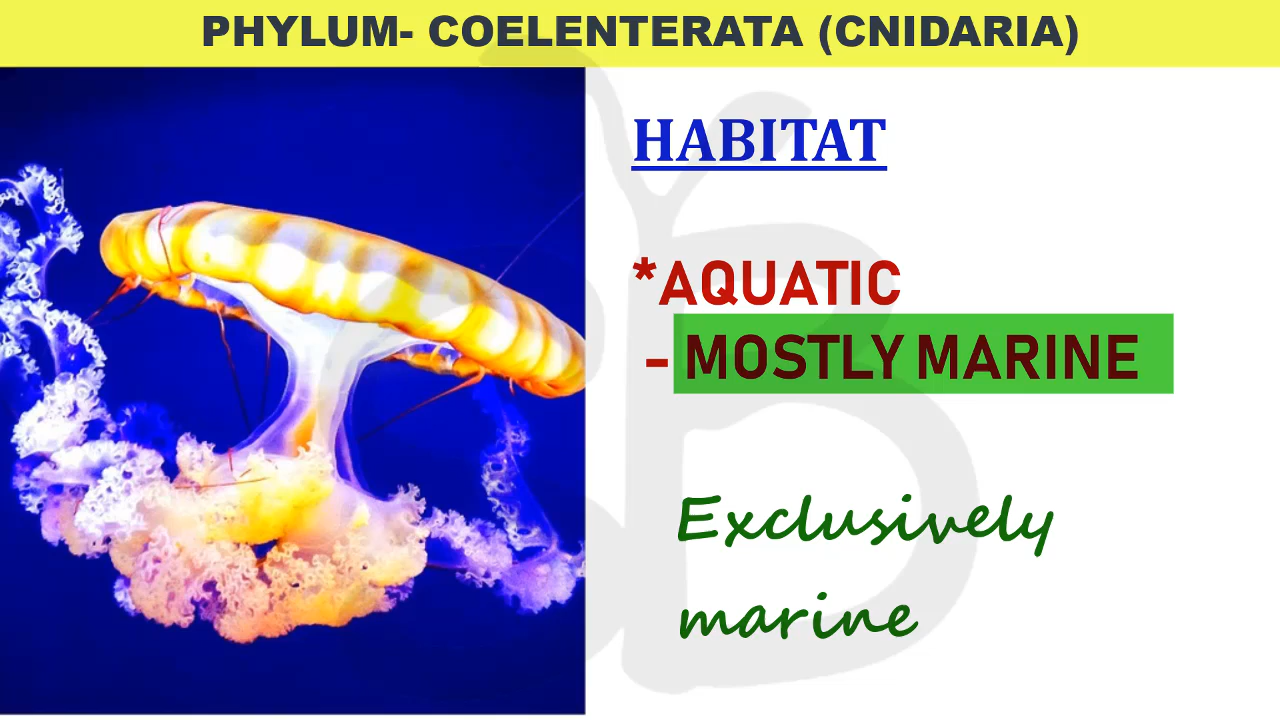 PHYLUM- COELENTERATA (CNIDARIA)
HABITAT
*AQUATIC
- MOSTLY MARINE
Exclusively
marine